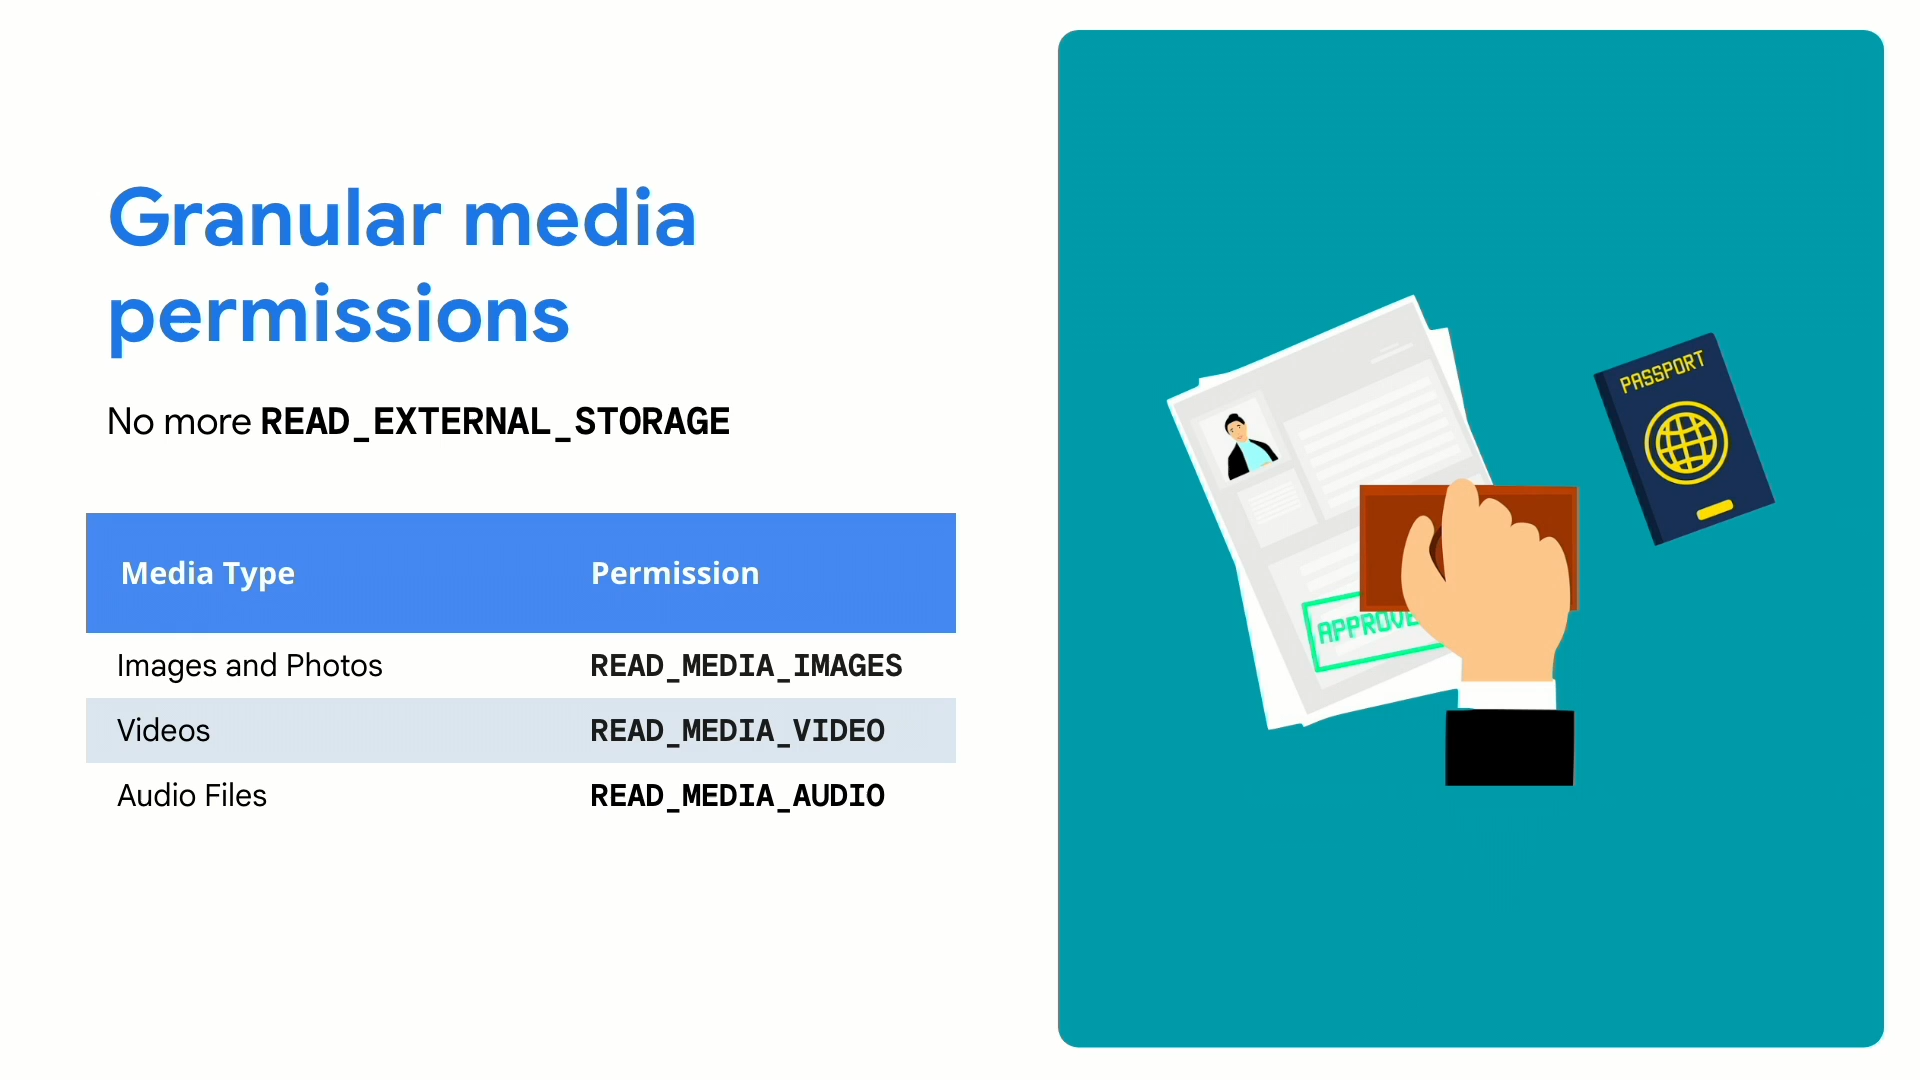 Granular media
permissions
No more READ_EXTERNAL_STORAGE
Media Type Permission
Images and Photos READ_MEDIA_IMAGES
Videos READ_MEDIA_VIDEO
Audio Files READ_MEDIA_AUDIO
PASSPORT
APPROVE